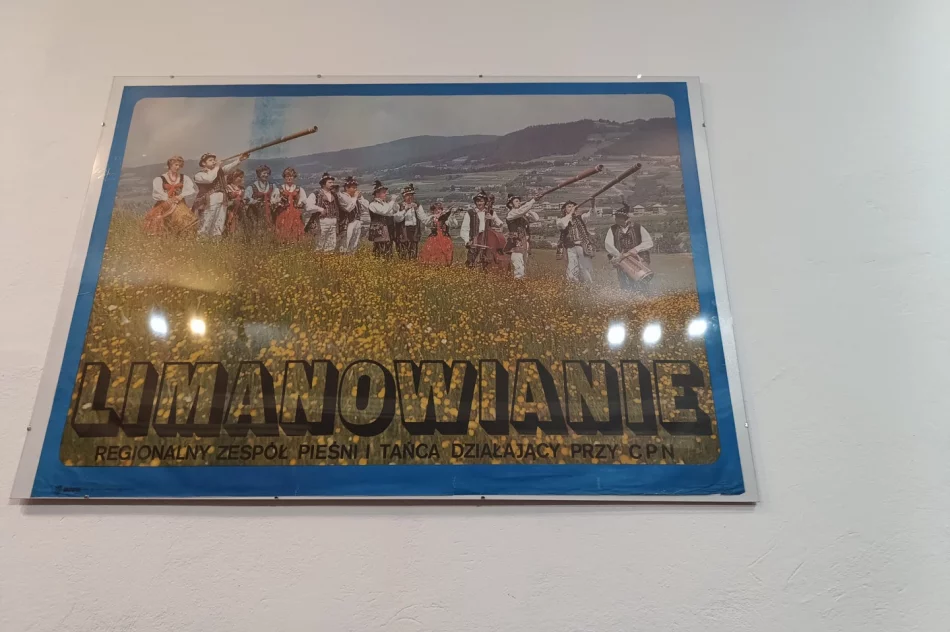 LIMANOWIANIE
REGIONALNY ZESPÓŁ PIEŚNI I TAŃCA DZIAŁAJĄCY PRZY CPN